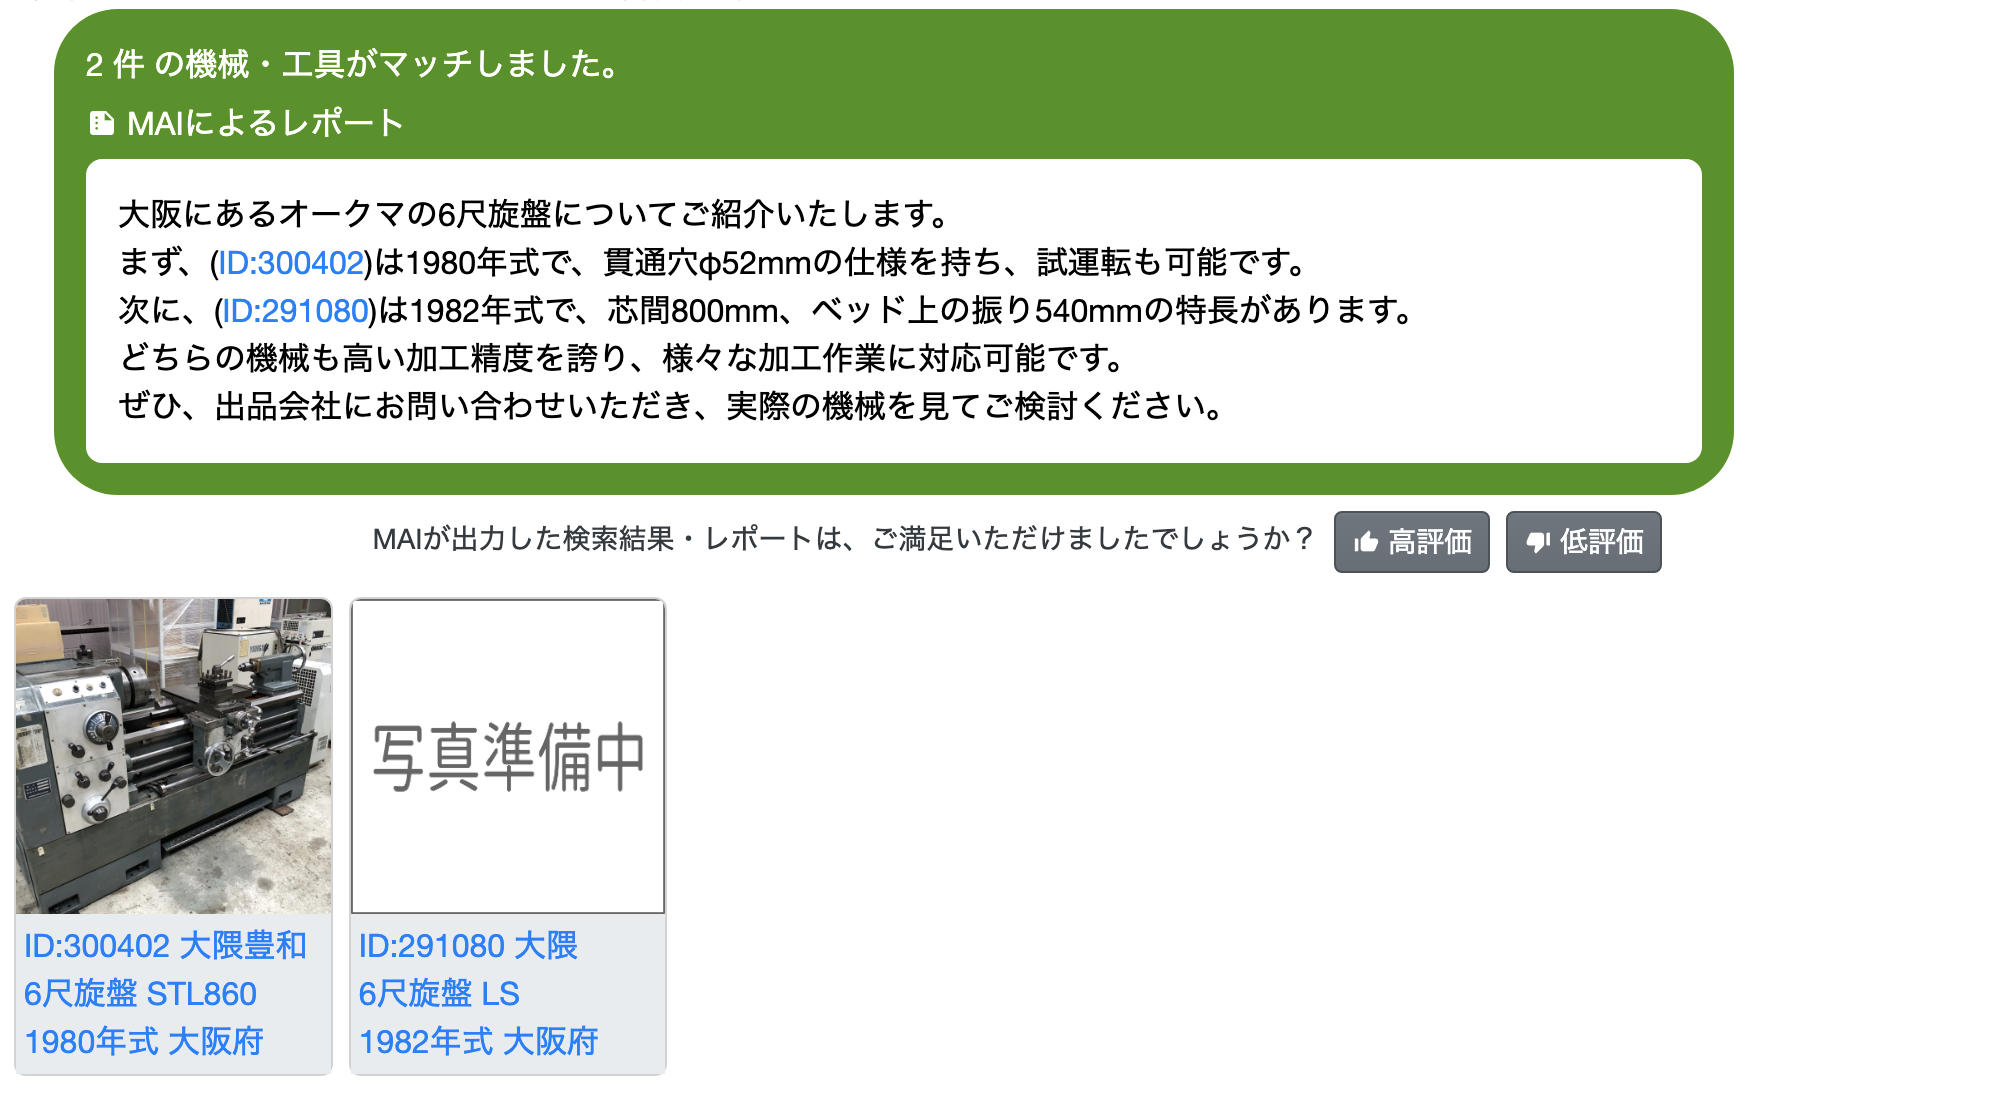 2 件 の機械・工具がマッチしました。
MAIによるレポート
大阪にあるオークマの6尺旋盤についてご紹介いたします。
まず、(ID:300402)は1980年式で、貫通穴φ52mmの仕様を持ち、試運転も可能です。
次に、(ID:291080)は1982年式で、芯間800mm、ベッド上の振り540mmの特長があります。
どちらの機械も高い加工精度を誇り、様々な加工作業に対応可能です。
ぜひ、出品会社にお問い合わせいただき、実際の機械を見てご検討ください。
MAIが出力した検索結果・レポートは、ご満足いただけましたでしょうか？
高評価
低評価
写真準備中
ID:300402 大隈豊和
6尺旋盤 STL860
1980年式 大阪府
ID:291080 大隈
6尺旋盤 LS
1982年式 大阪府